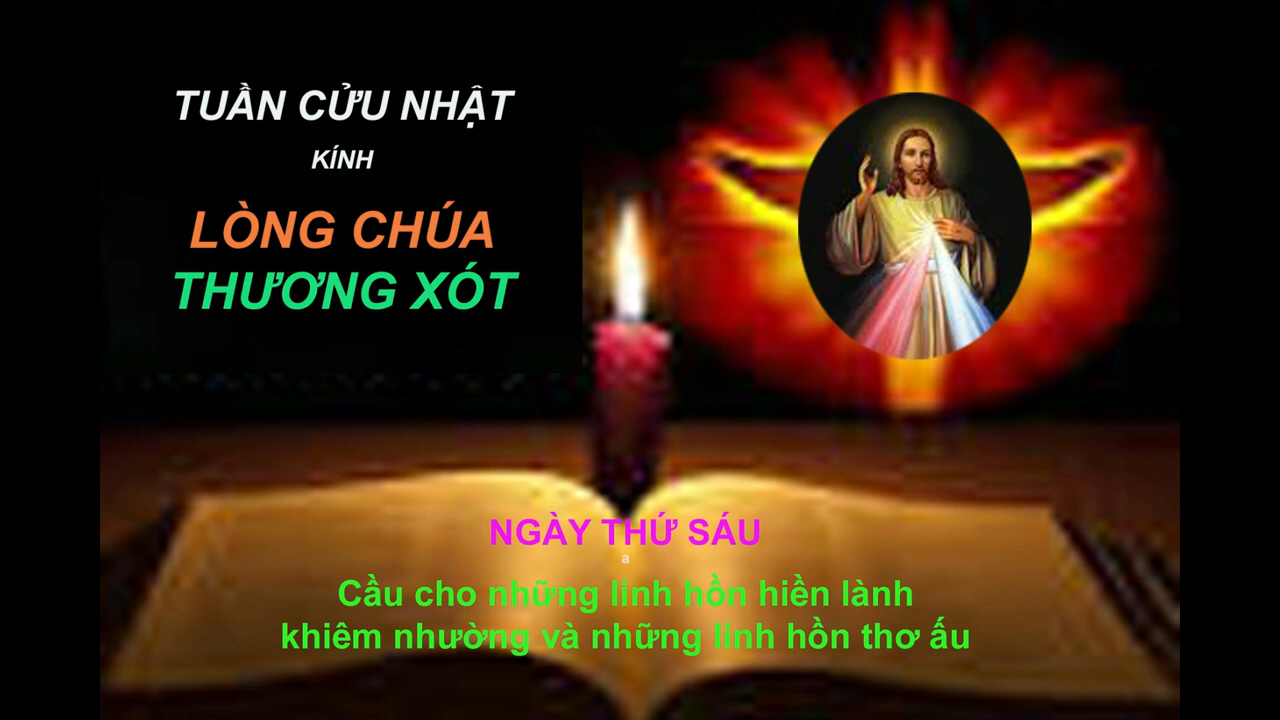 TUẦN CỬU NHẬT
KÍNH
LÒNG CHÚA
THƯƠNG XÓT
NGÀY THỨ SÁU
a
Cầu cho những linh hồn hiền lành
khiêm nhường và những linh hồn thơ ấu